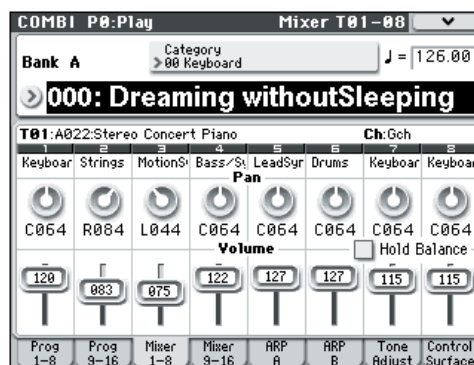 COMBI P0:Play Mixer T01-08
Bank A
Category
00 Keyboard
♩ = 126.00
000: Dreaming withoutSleeping
T01:A022:Stereo Concert Piano Ch:Gch
1 2 3 4 5 6 7 8
Keyboar Strings MotionS Bass/Sy LeadSyr Drums Keyboar Keyboa
Pan
C064 R084 L044 C064 C064 C064 C064 C064
Volume Hold Balance
120 083 075 122 127 127 115 115
Prog 1-8 Prog 9-16 Mixer 1-8 Mixer 9-16 ARP A ARP B Tone Adjust Control Surface